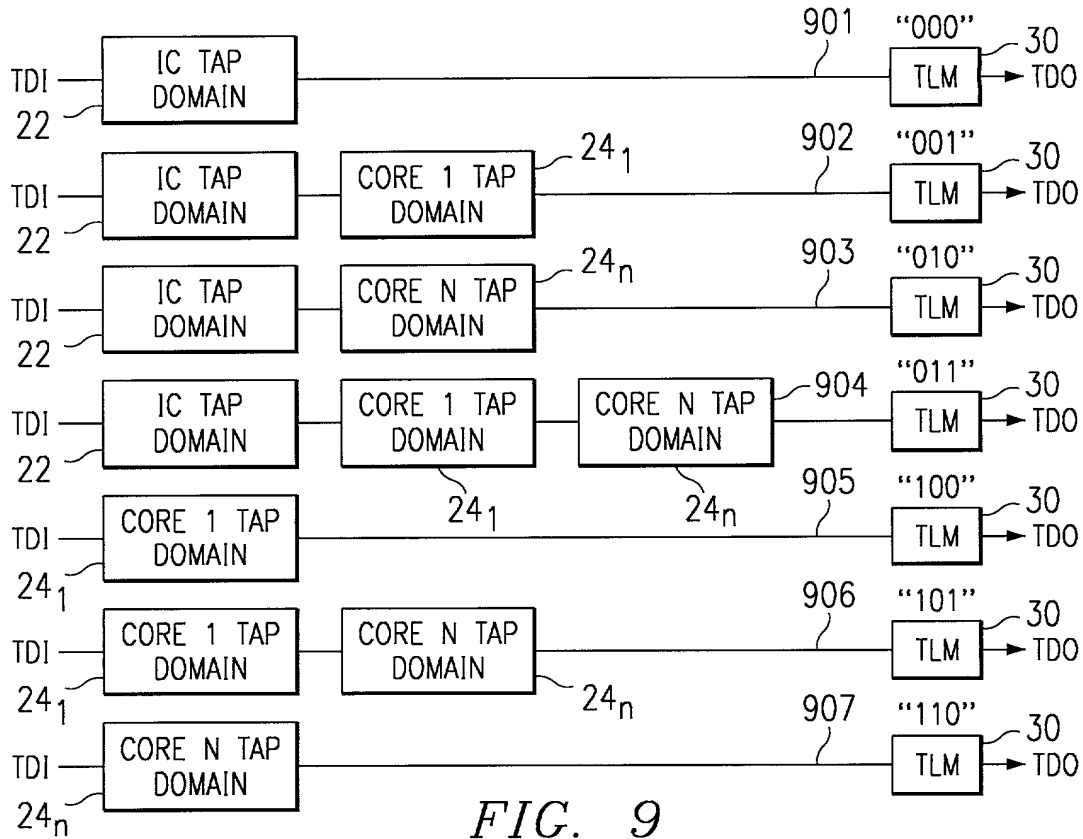 901 "000" 30
TDI IC TAP DOMAIN TLM TDO
22
902 "001" 30
24₁
TDI IC TAP DOMAIN CORE 1 TAP DOMAIN TLM TDO
22
903 "010" 30
24ₙ
TDI IC TAP DOMAIN CORE N TAP DOMAIN TLM TDO
22
904 "011" 30
TDI IC TAP DOMAIN CORE 1 TAP DOMAIN CORE N TAP DOMAIN TLM TDO
22 24₁ 24ₙ
905 "100" 30
TDI CORE 1 TAP DOMAIN TLM TDO
24₁
906 "101" 30
TDI CORE 1 TAP DOMAIN CORE N TAP DOMAIN TLM TDO
24₁ 24ₙ
907 "110" 30
TDI CORE N TAP DOMAIN TLM TDO
24ₙ
FIG. 9